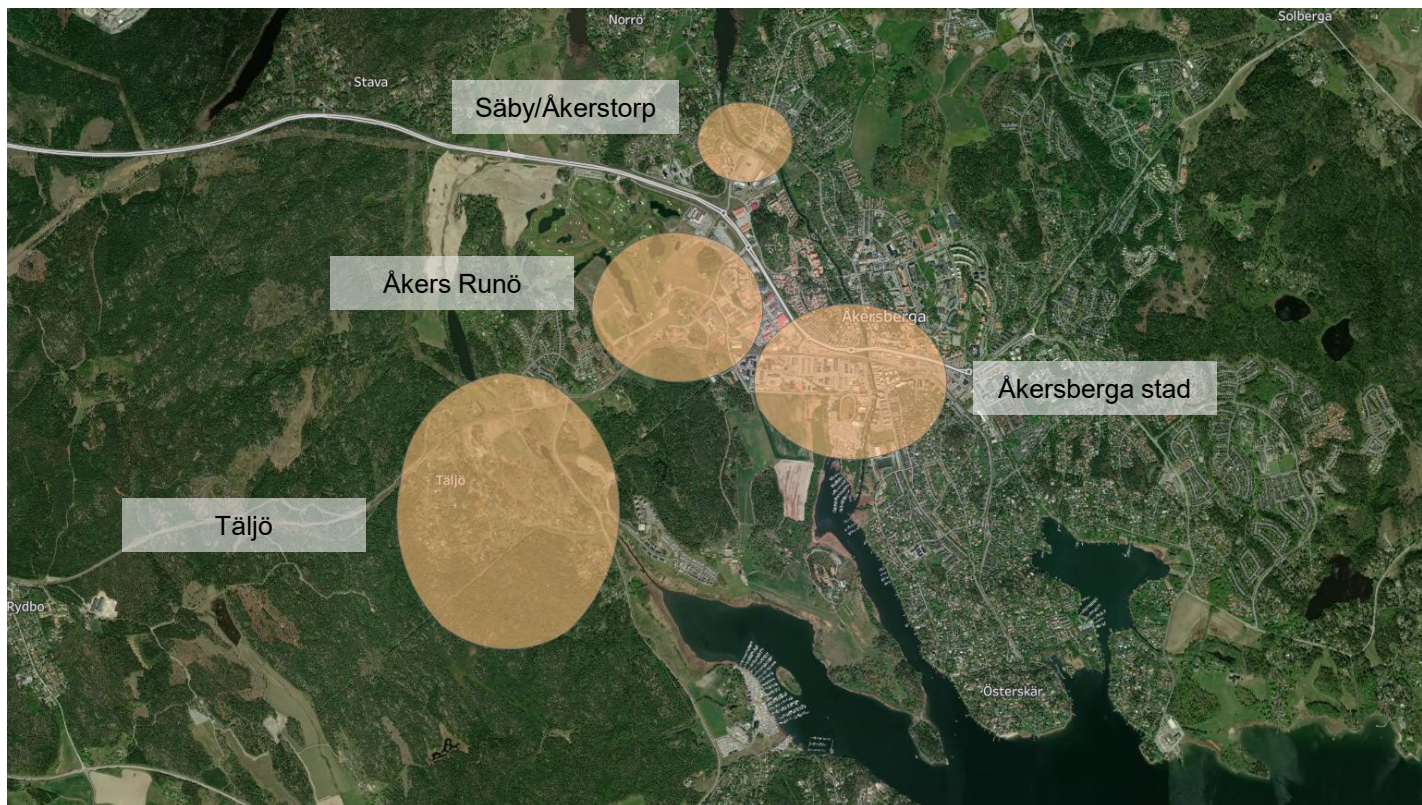 Norrö
Solberga
Stava
Säby/Åkerstorp
Åkers Runö
Åkersberga
Åkersberga stad
Täljö
Täljö
Rydbo
Österskär